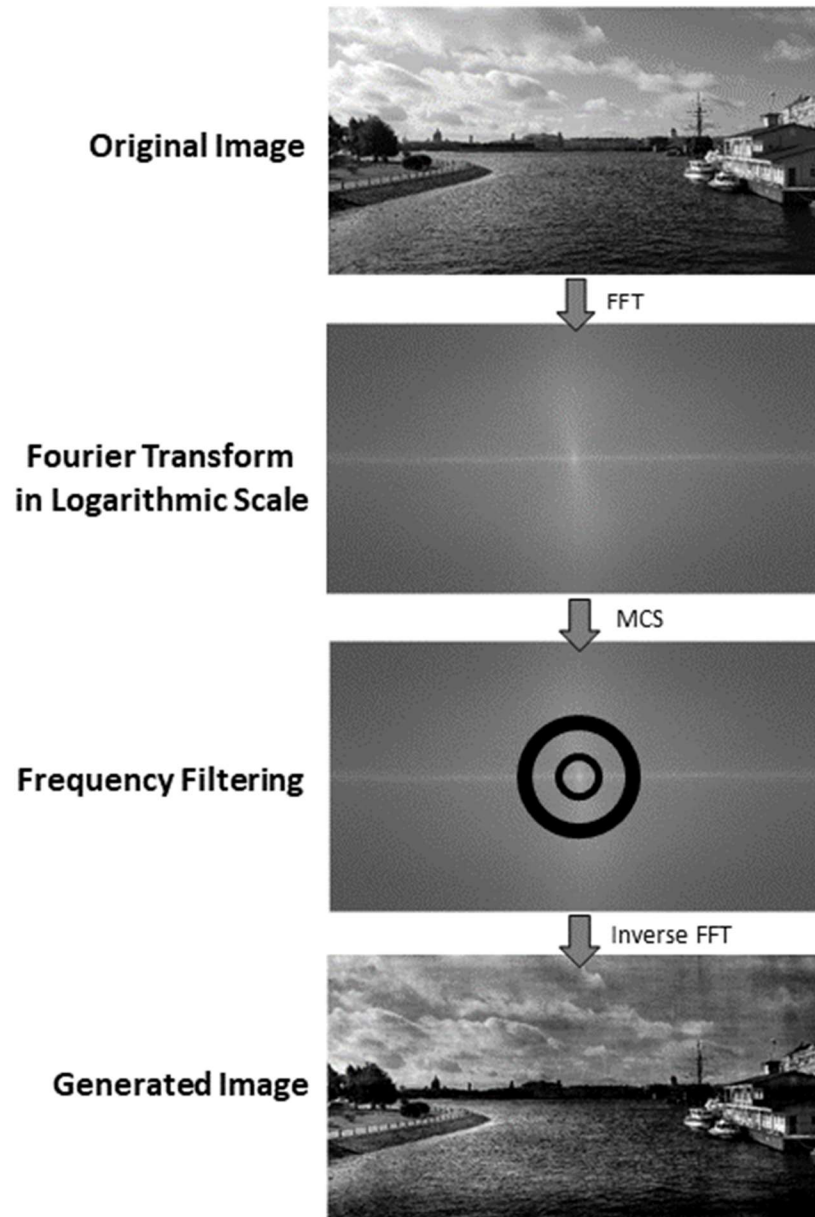 Original Image
FFT
Fourier Transform
in Logarithmic Scale
MCS
Frequency Filtering
Inverse FFT
Generated Image